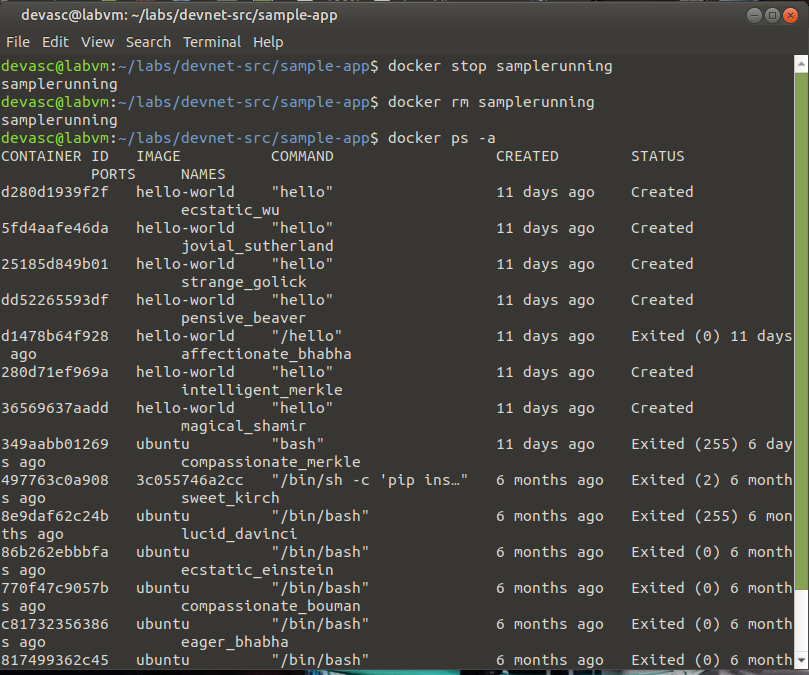 devasc@labvm: ~/labs/devnet-src/sample-app
File Edit View Search Terminal Help
devasc@labvm:~/labs/devnet-src/sample-app$ docker stop samplerunning
samplerunning
devasc@labvm:~/labs/devnet-src/sample-app$ docker rm samplerunning
samplerunning
devasc@labvm:~/labs/devnet-src/sample-app$ docker ps -a
CONTAINER ID   IMAGE          COMMAND                  CREATED        STATUS
          PORTS     NAMES
d280d1939f2f   hello-world    "hello"                  11 days ago    Created
                    ecstatic_wu
5fd4aafe46da   hello-world    "hello"                  11 days ago    Created
                    jovial_sutherland
25185d849b01   hello-world    "hello"                  11 days ago    Created
                    strange_golick
dd52265593df   hello-world    "hello"                  11 days ago    Created
                    pensive_beaver
d1478b64f928   hello-world    "/hello"                 11 days ago    Exited (0) 11 days
 ago                affectionate_bhabha
280d71ef969a   hello-world    "hello"                  11 days ago    Created
                    intelligent_merkle
36569637aadd   hello-world    "hello"                  11 days ago    Created
                    magical_shamir
349aabb01269   ubuntu         "bash"                   11 days ago    Exited (255) 6 day
s ago               compassionate_merkle
497763c0a908   3c055746a2cc   "/bin/sh -c 'pip ins…"   6 months ago   Exited (2) 6 month
s ago               sweet_kirch
8e9daf62c24b   ubuntu         "/bin/bash"              6 months ago   Exited (255) 6 mon
ths ago             lucid_davinci
86b262ebbbfa   ubuntu         "/bin/bash"              6 months ago   Exited (0) 6 month
s ago               ecstatic_einstein
770f47c9057b   ubuntu         "/bin/bash"              6 months ago   Exited (0) 6 month
s ago               compassionate_bouman
c81732356386   ubuntu         "/bin/bash"              6 months ago   Exited (0) 6 month
s ago               eager_bhabha
817499362c45   ubuntu         "/bin/bash"              6 months ago   Exited (0) 6 month